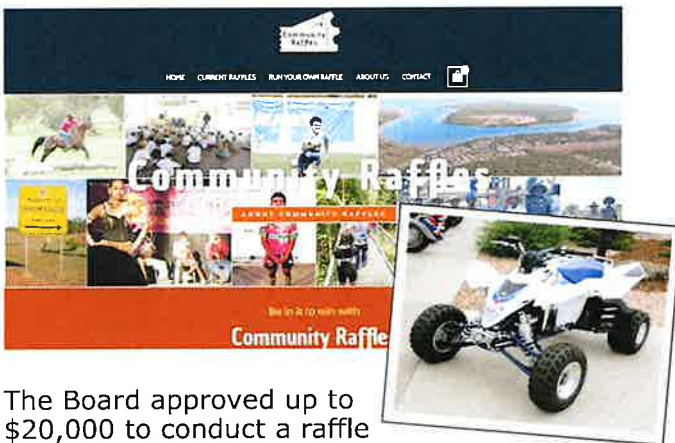 Community
Raffles
HOME CURRENT RAFFLES RUN YOUR OWN RAFFLE ABOUT US CONTACT
Community Raffles
ABOUT COMMUNITY RAFFLES
Be in it to win with
Community Raffle
The Board approved up to
$20,000 to conduct a raffle